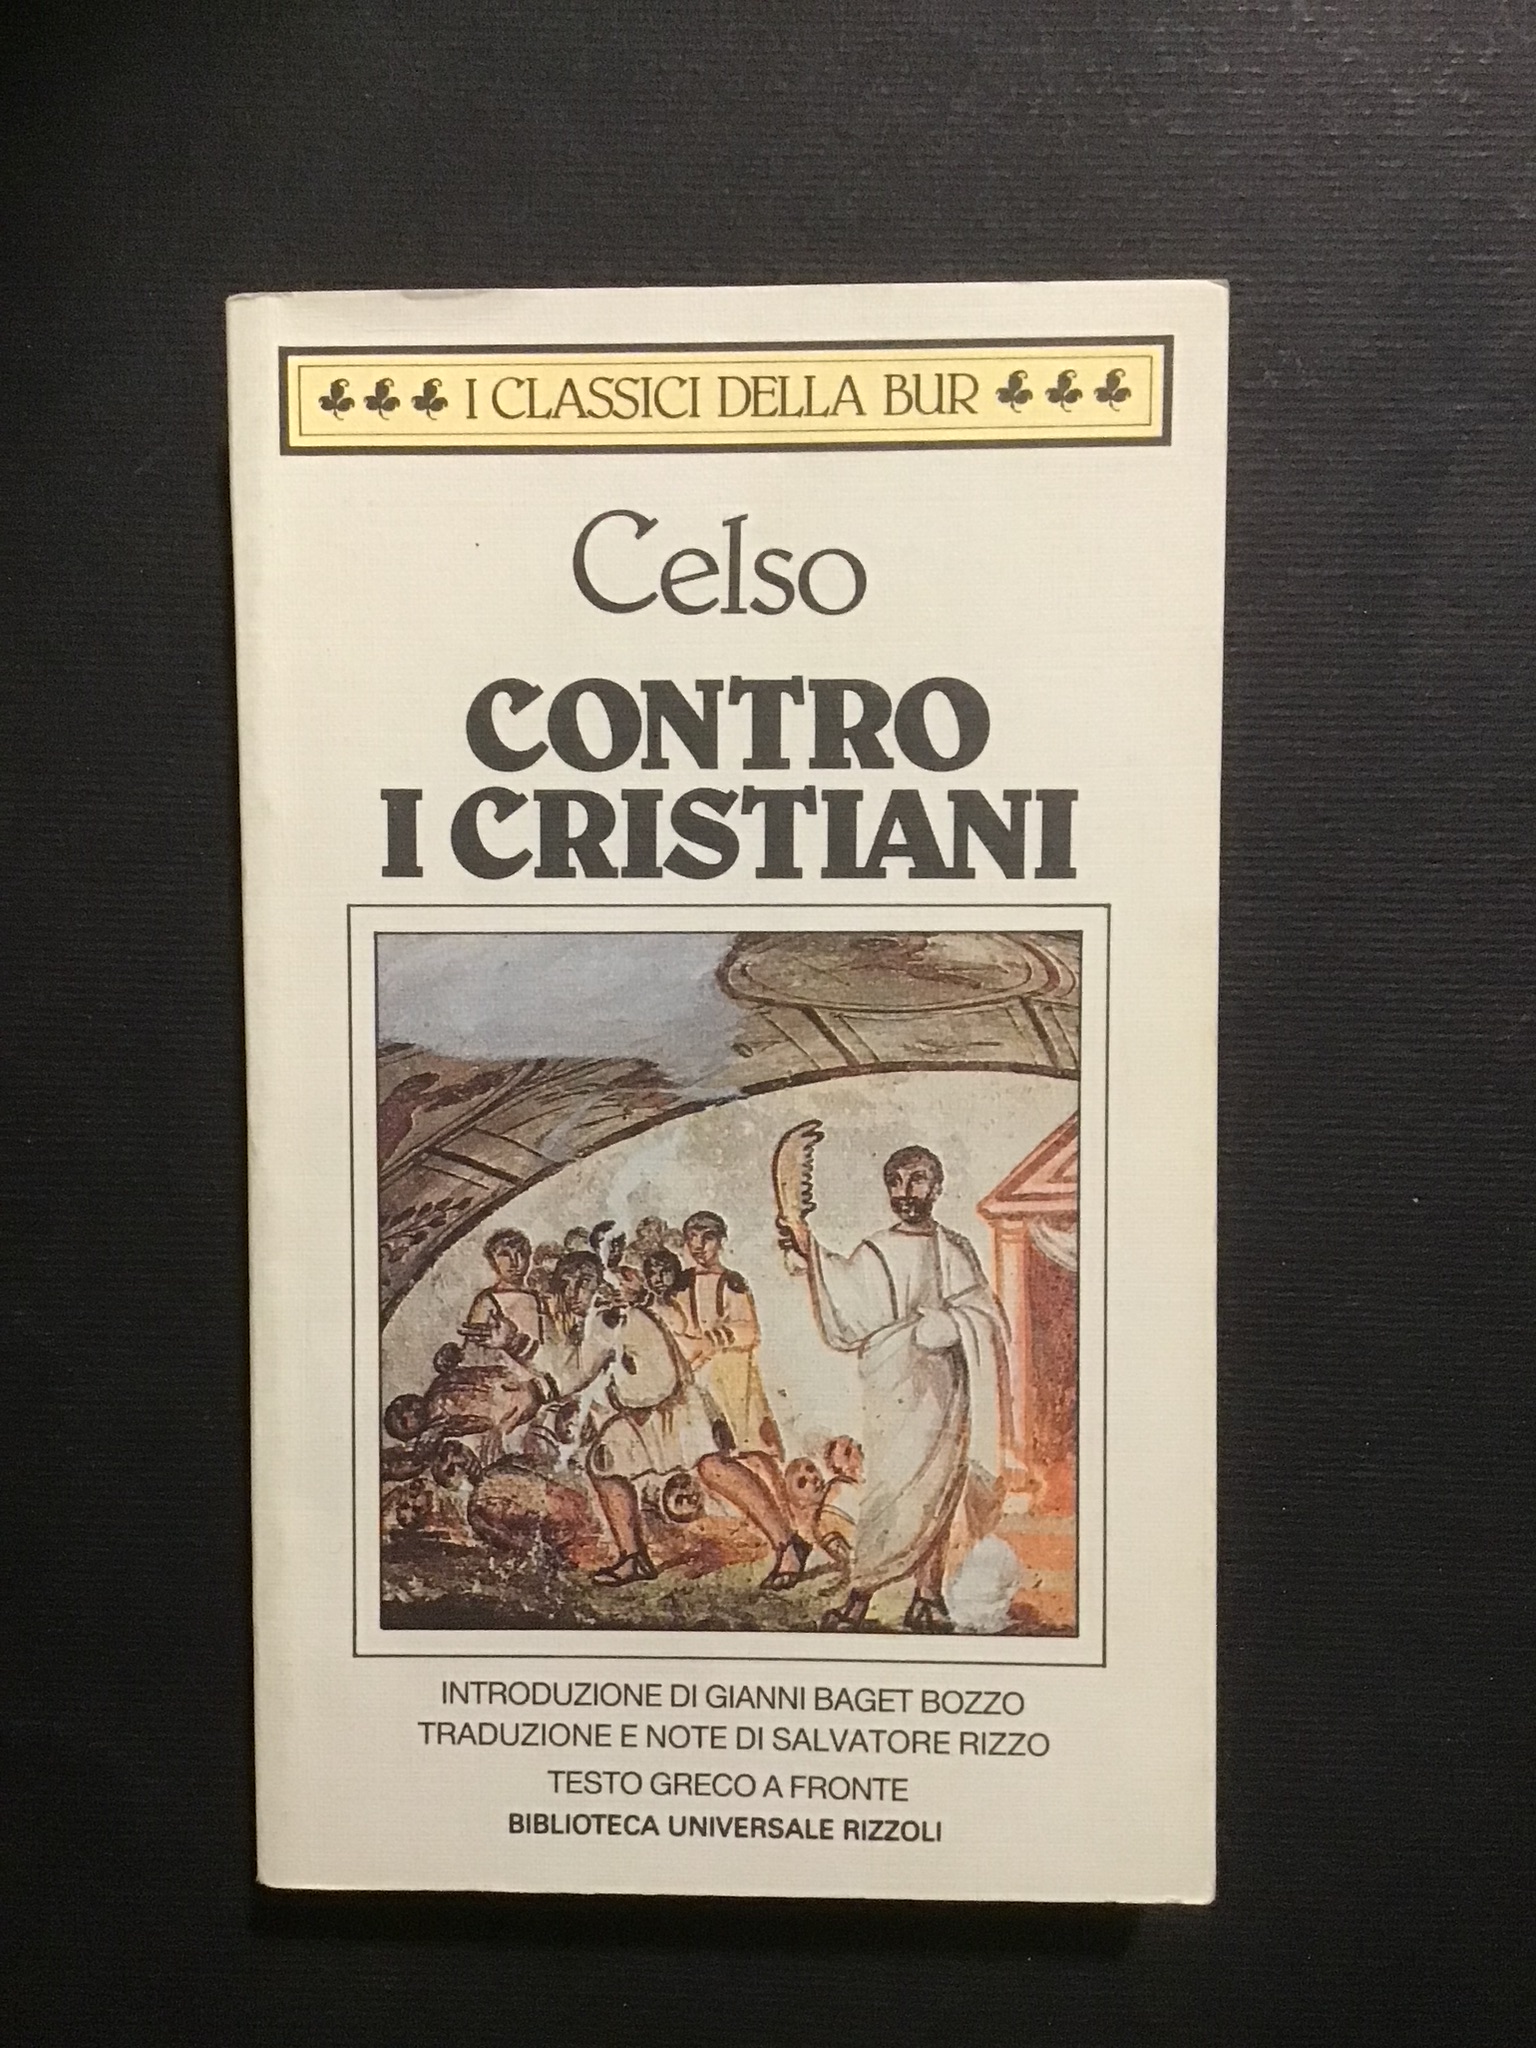 I CLASSICI DELLA BUR
Celso
CONTRO
I CRISTIANI
INTRODUZIONE DI GIANNI BAGET BOZZO
TRADUZIONE E NOTE DI SALVATORE RIZZO
TESTO GRECO A FRONTE
BIBLIOTECA UNIVERSALE RIZZOLI